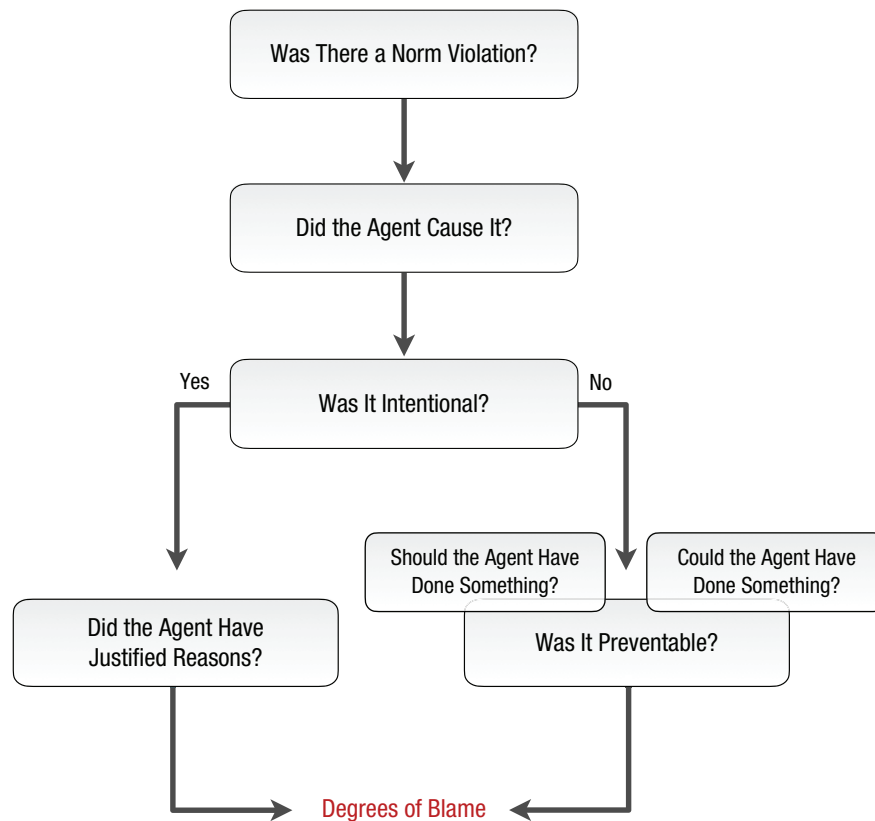 Was There a Norm Violation?
Did the Agent Cause It?
Yes
No
Was It Intentional?
Should the Agent Have
Done Something?
Could the Agent Have
Done Something?
Did the Agent Have
Justified Reasons?
Was It Preventable?
Degrees of Blame